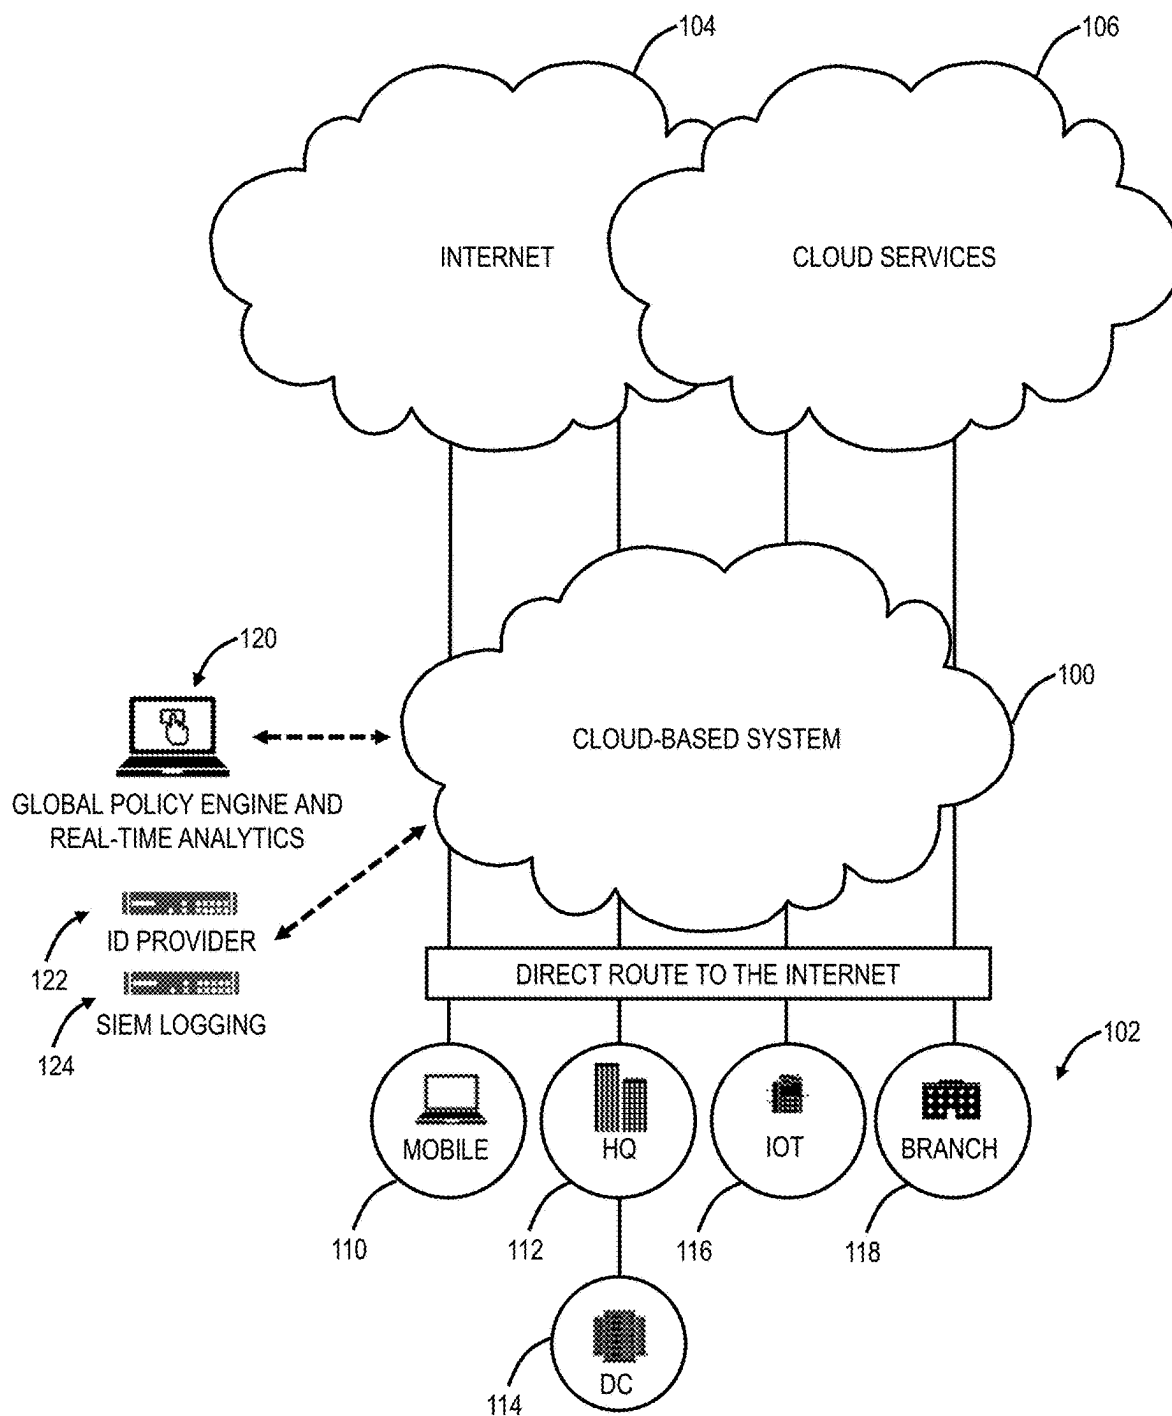 104
106
INTERNET
CLOUD SERVICES
120
100
CLOUD-BASED SYSTEM
GLOBAL POLICY ENGINE AND
REAL-TIME ANALYTICS
ID PROVIDER
122
DIRECT ROUTE TO THE INTERNET
SIEM LOGGING
124
102
MOBILE
HQ
IOT
BRANCH
110
112
116
118
DC
114